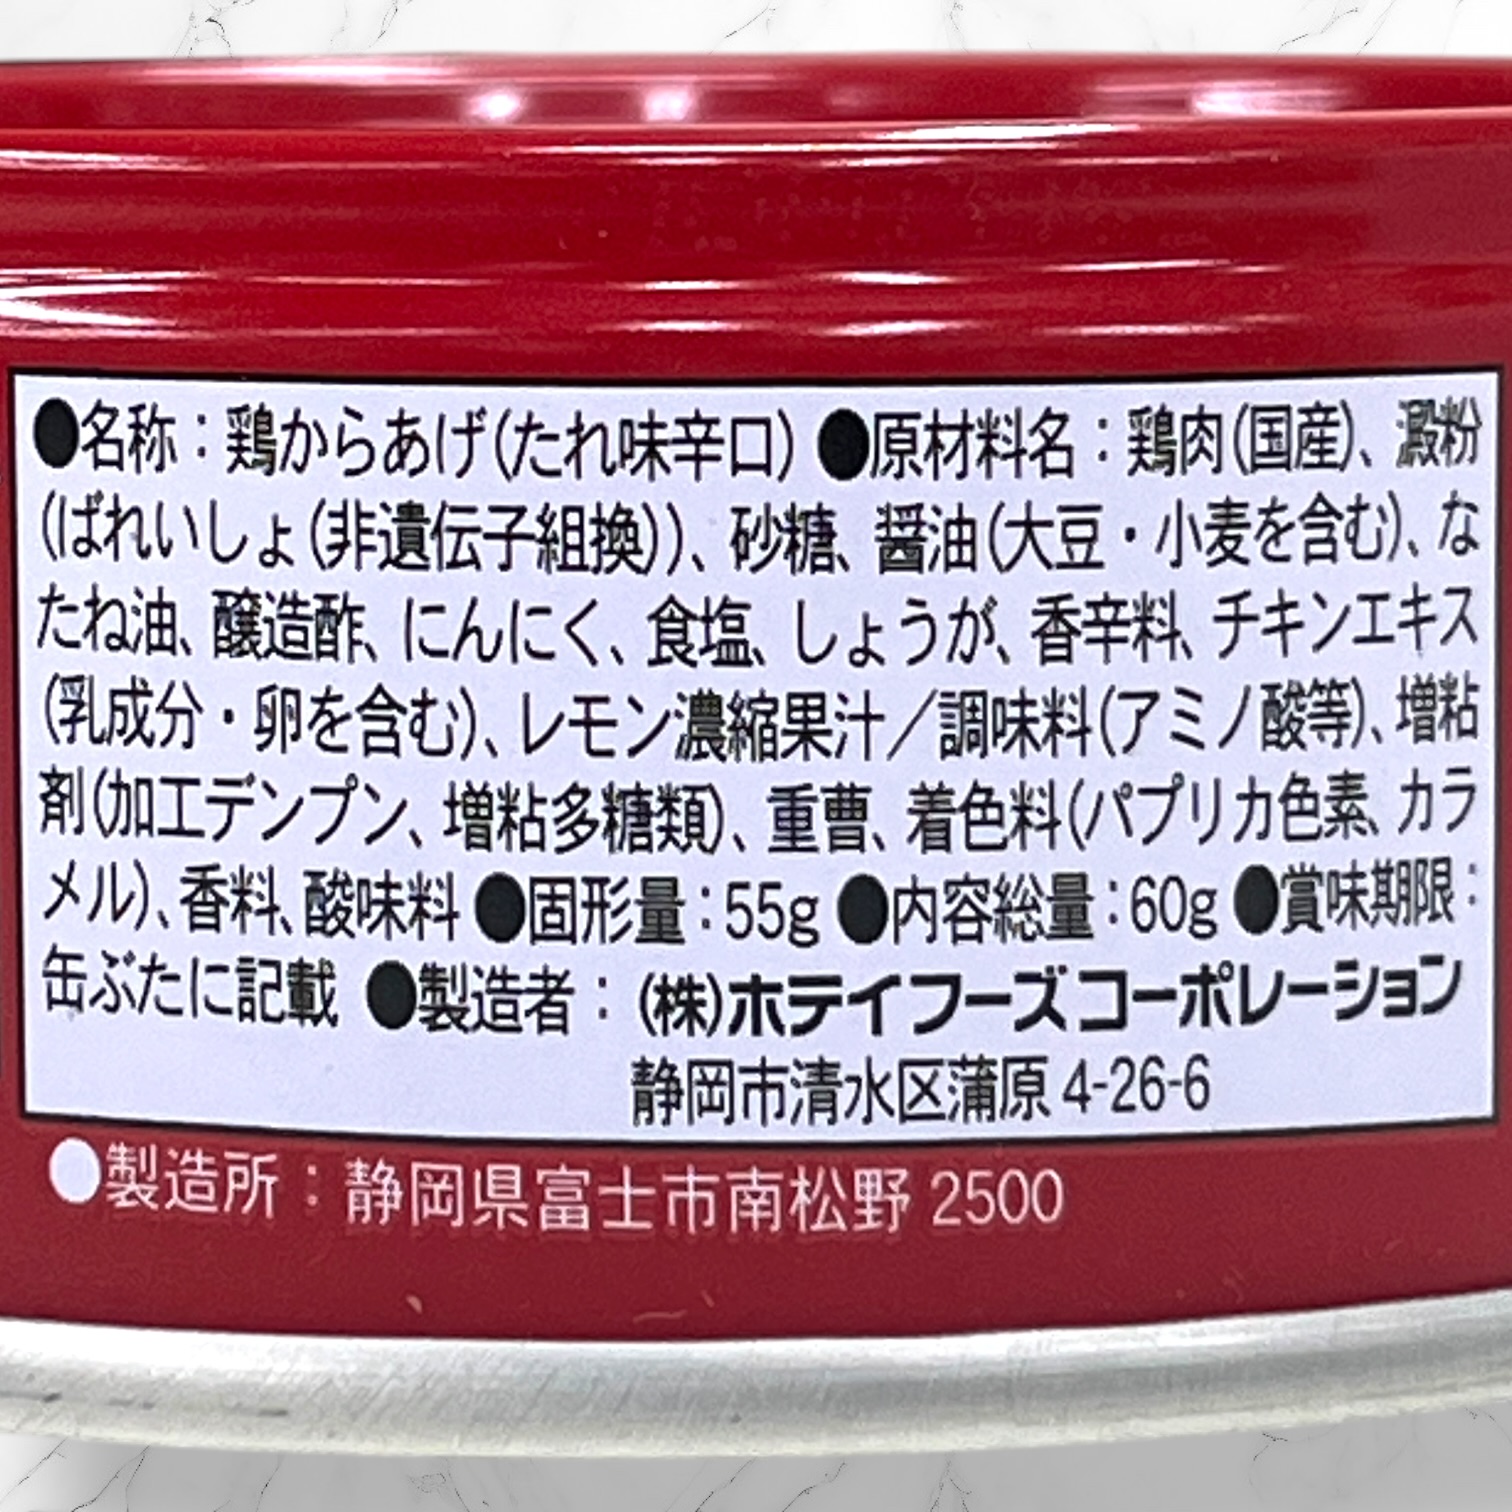 ●名称：鶏からあげ(たれ味辛口) ●原材料名：鶏肉(国産)、澱粉
(ばれいしょ(非遺伝子組換))、砂糖、醤油(大豆・小麦を含む)、な
たね油、醸造酢、にんにく、食塩、しょうが、香辛料、チキンエキス
(乳成分・卵を含む)、レモン濃縮果汁／調味料(アミノ酸等)、増粘
剤(加工デンプン、増粘多糖類)、重曹、着色料(パプリカ色素、カラ
メル)、香料、酸味料 ●固形量：55g ●内容総量：60g ●賞味期限：
缶ぶたに記載 ●製造者：(株)ホテイフーズコーポレーション
静岡市清水区蒲原 4-26-6
●製造所：静岡県富士市南松野 2500